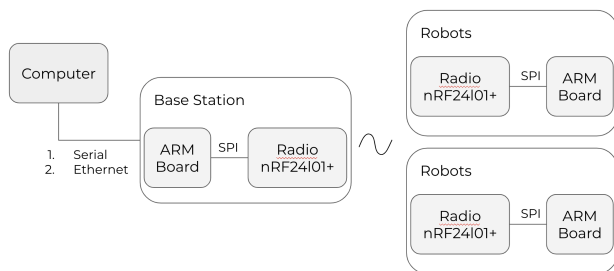 Computer
1. Serial
2. Ethernet
Base Station
ARM
Board
SPI
Radio
nRF24l01+
Robots
Radio
nRF24l01+
SPI
ARM
Board
Robots
Radio
nRF24l01+
SPI
ARM
Board